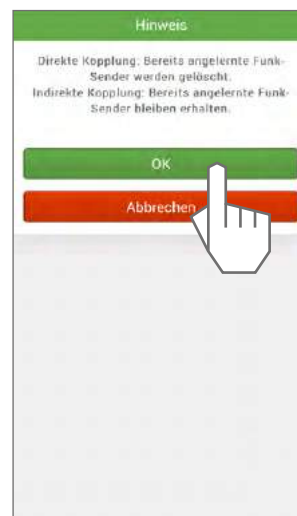 Hinweis
Direkte Kopplung: Bereits angelernte Funk-
Sender werden gelöscht.
Indirekte Kopplung: Bereits angelernte Funk-
Sender bleiben erhalten.
OK
Abbrechen